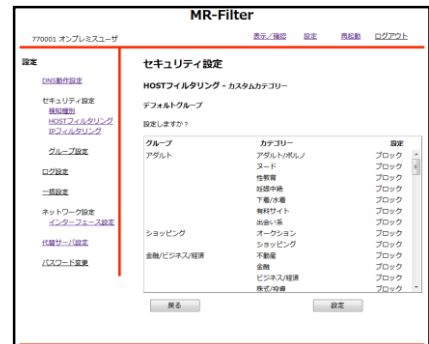 MR-Filter
770001 オンプレミスユーザ
表示/確認 設定 再起動 ログアウト
設定
DNS動作設定
セキュリティ設定
検知種別
HOSTフィルタリング
IPフィルタリング
グループ設定
ログ設定
一括設定
ネットワーク設定
インターフェース設定
代替サーバ設定
パスワード変更
セキュリティ設定
HOSTフィルタリング - カスタムカテゴリー
デフォルトグループ
設定しますか？
グループ カテゴリー 設定
アダルト アダルト/ポルノ ブロック
ヌード ブロック
性教育 ブロック
妊娠中絶 ブロック
下着/水着 ブロック
有料サイト ブロック
出会い系 ブロック
ショッピング オークション ブロック
ショッピング ブロック
金融/ビジネス/経済 不動産 ブロック
金融 ブロック
ビジネス/経済 ブロック
株式/投資 ブロック
戻る 設定